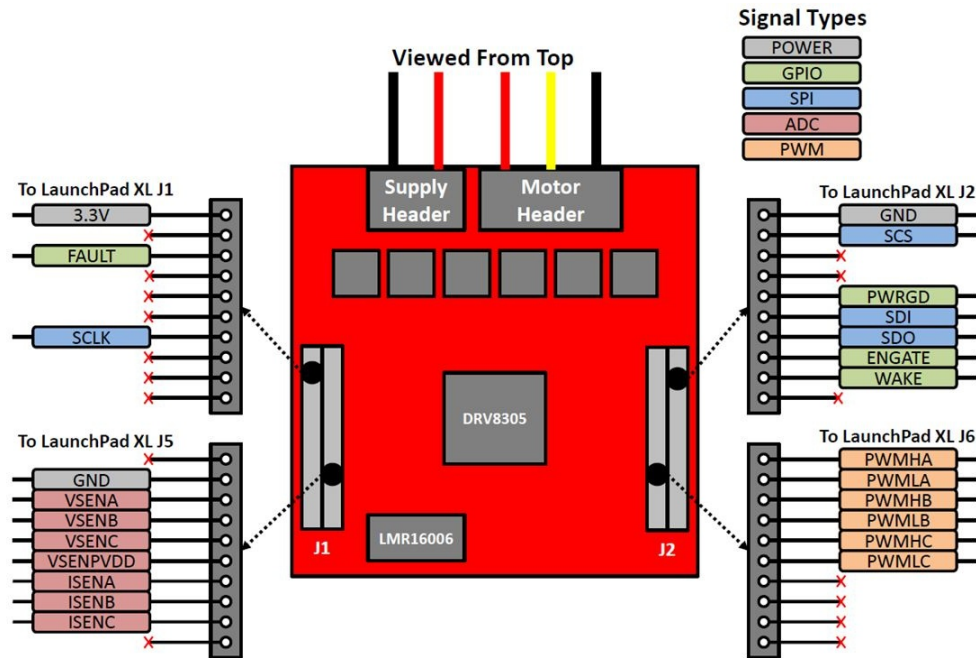 Signal Types
POWER
GPIO
SPI
ADC
PWM
Viewed From Top
Supply
Header
Motor
Header
To LaunchPad XL J1
3.3V
FAULT
SCLK
To LaunchPad XL J5
GND
VSENA
VSENB
VSENC
VSENPVDD
ISENA
ISENB
ISENC
DRV8305
LMR16006
J1
J2
To LaunchPad XL J2
GND
SCS
PWRGD
SDI
SDO
ENGATE
WAKE
To LaunchPad XL J6
PWMHA
PWMLA
PWMHB
PWMLB
PWMHC
PWMLC